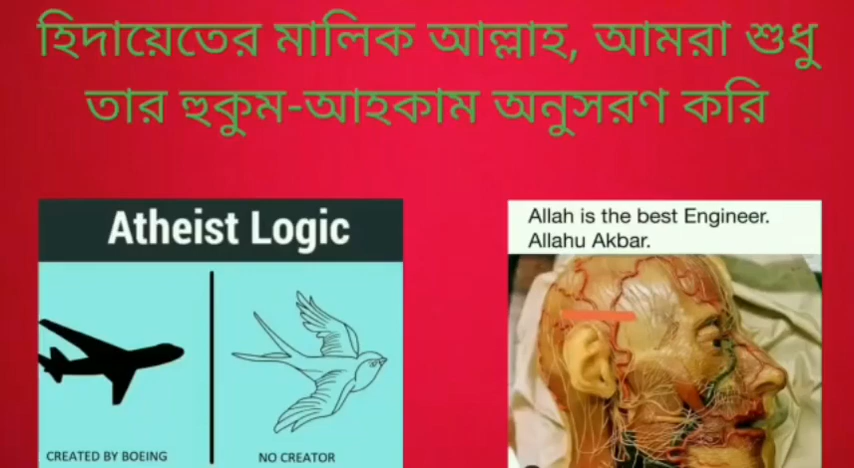 হিদায়েতের মালিক আল্লাহ, আমরা শুধু
তার হুকুম-আহকাম অনুসরণ করি
Atheist Logic
CREATED BY BOEING
NO CREATOR
Allah is the best Engineer.
Allahu Akbar.